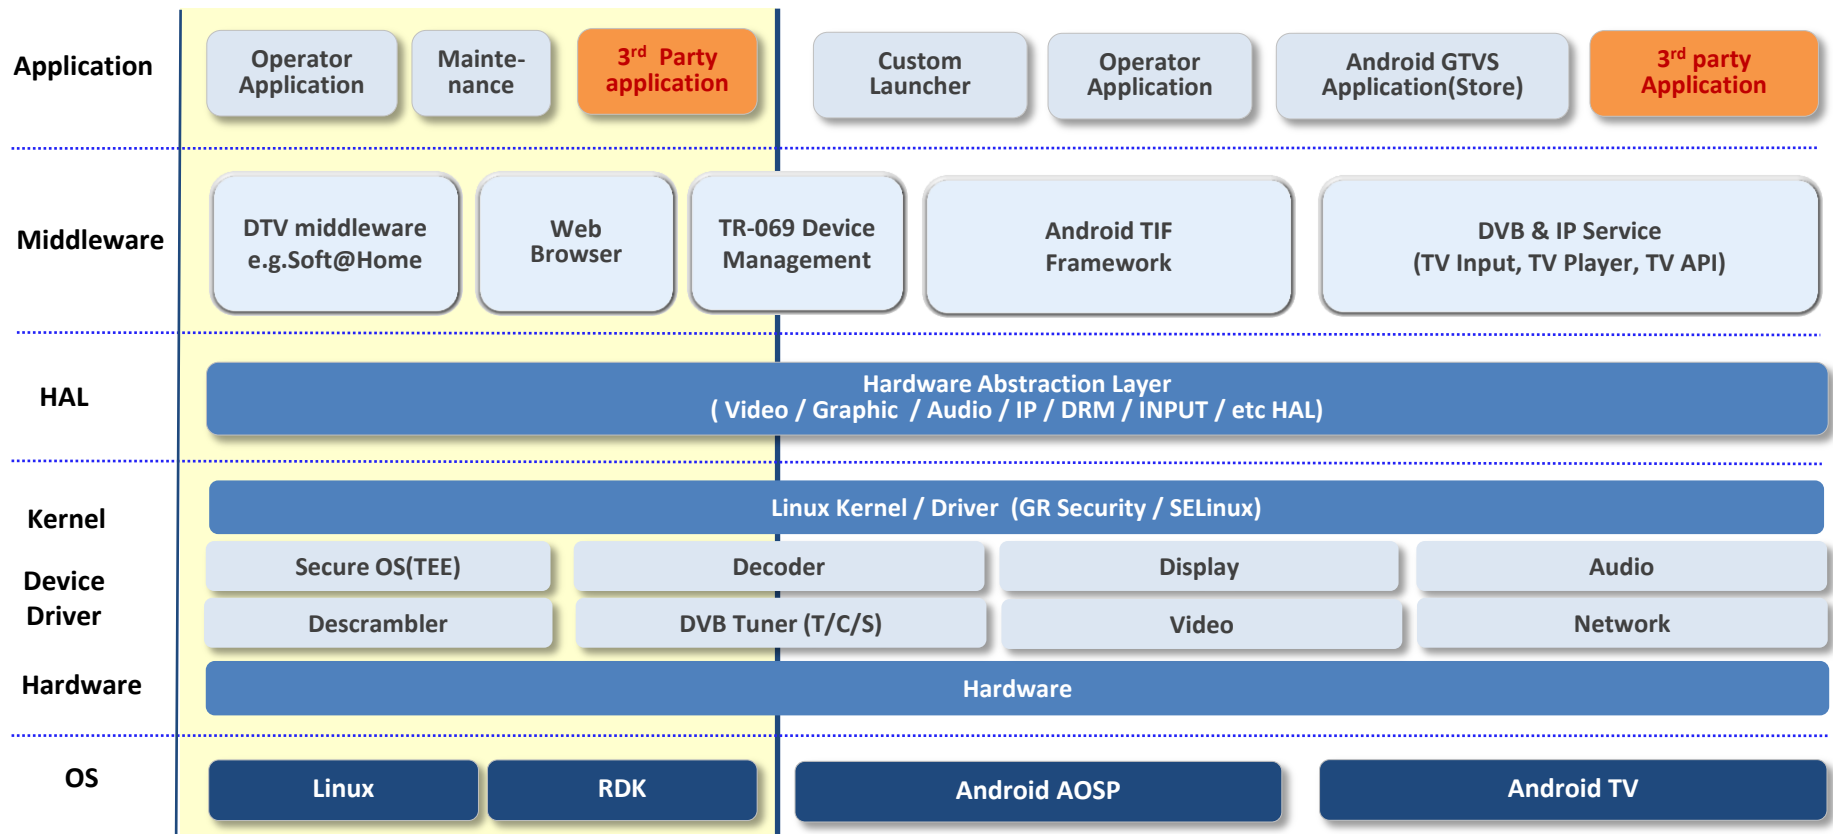 Application
Operator
Application
Mainte-
nance
3rd Party
application
Custom
Launcher
Operator
Application
Android GTVS
Application(Store)
3rd party
Application
Middleware
DTV middleware
e.g.Soft@Home
Web
Browser
TR-069 Device
Management
Android TIF
Framework
DVB & IP Service
(TV Input, TV Player, TV API)
HAL
Hardware Abstraction Layer
( Video / Graphic / Audio / IP / DRM / INPUT / etc HAL)
Kernel
Linux Kernel / Driver (GR Security / SELinux)
Device
Driver
Secure OS(TEE)
Decoder
Display
Audio
Descrambler
DVB Tuner (T/C/S)
Video
Network
Hardware
Hardware
OS
Linux
RDK
Android AOSP
Android TV